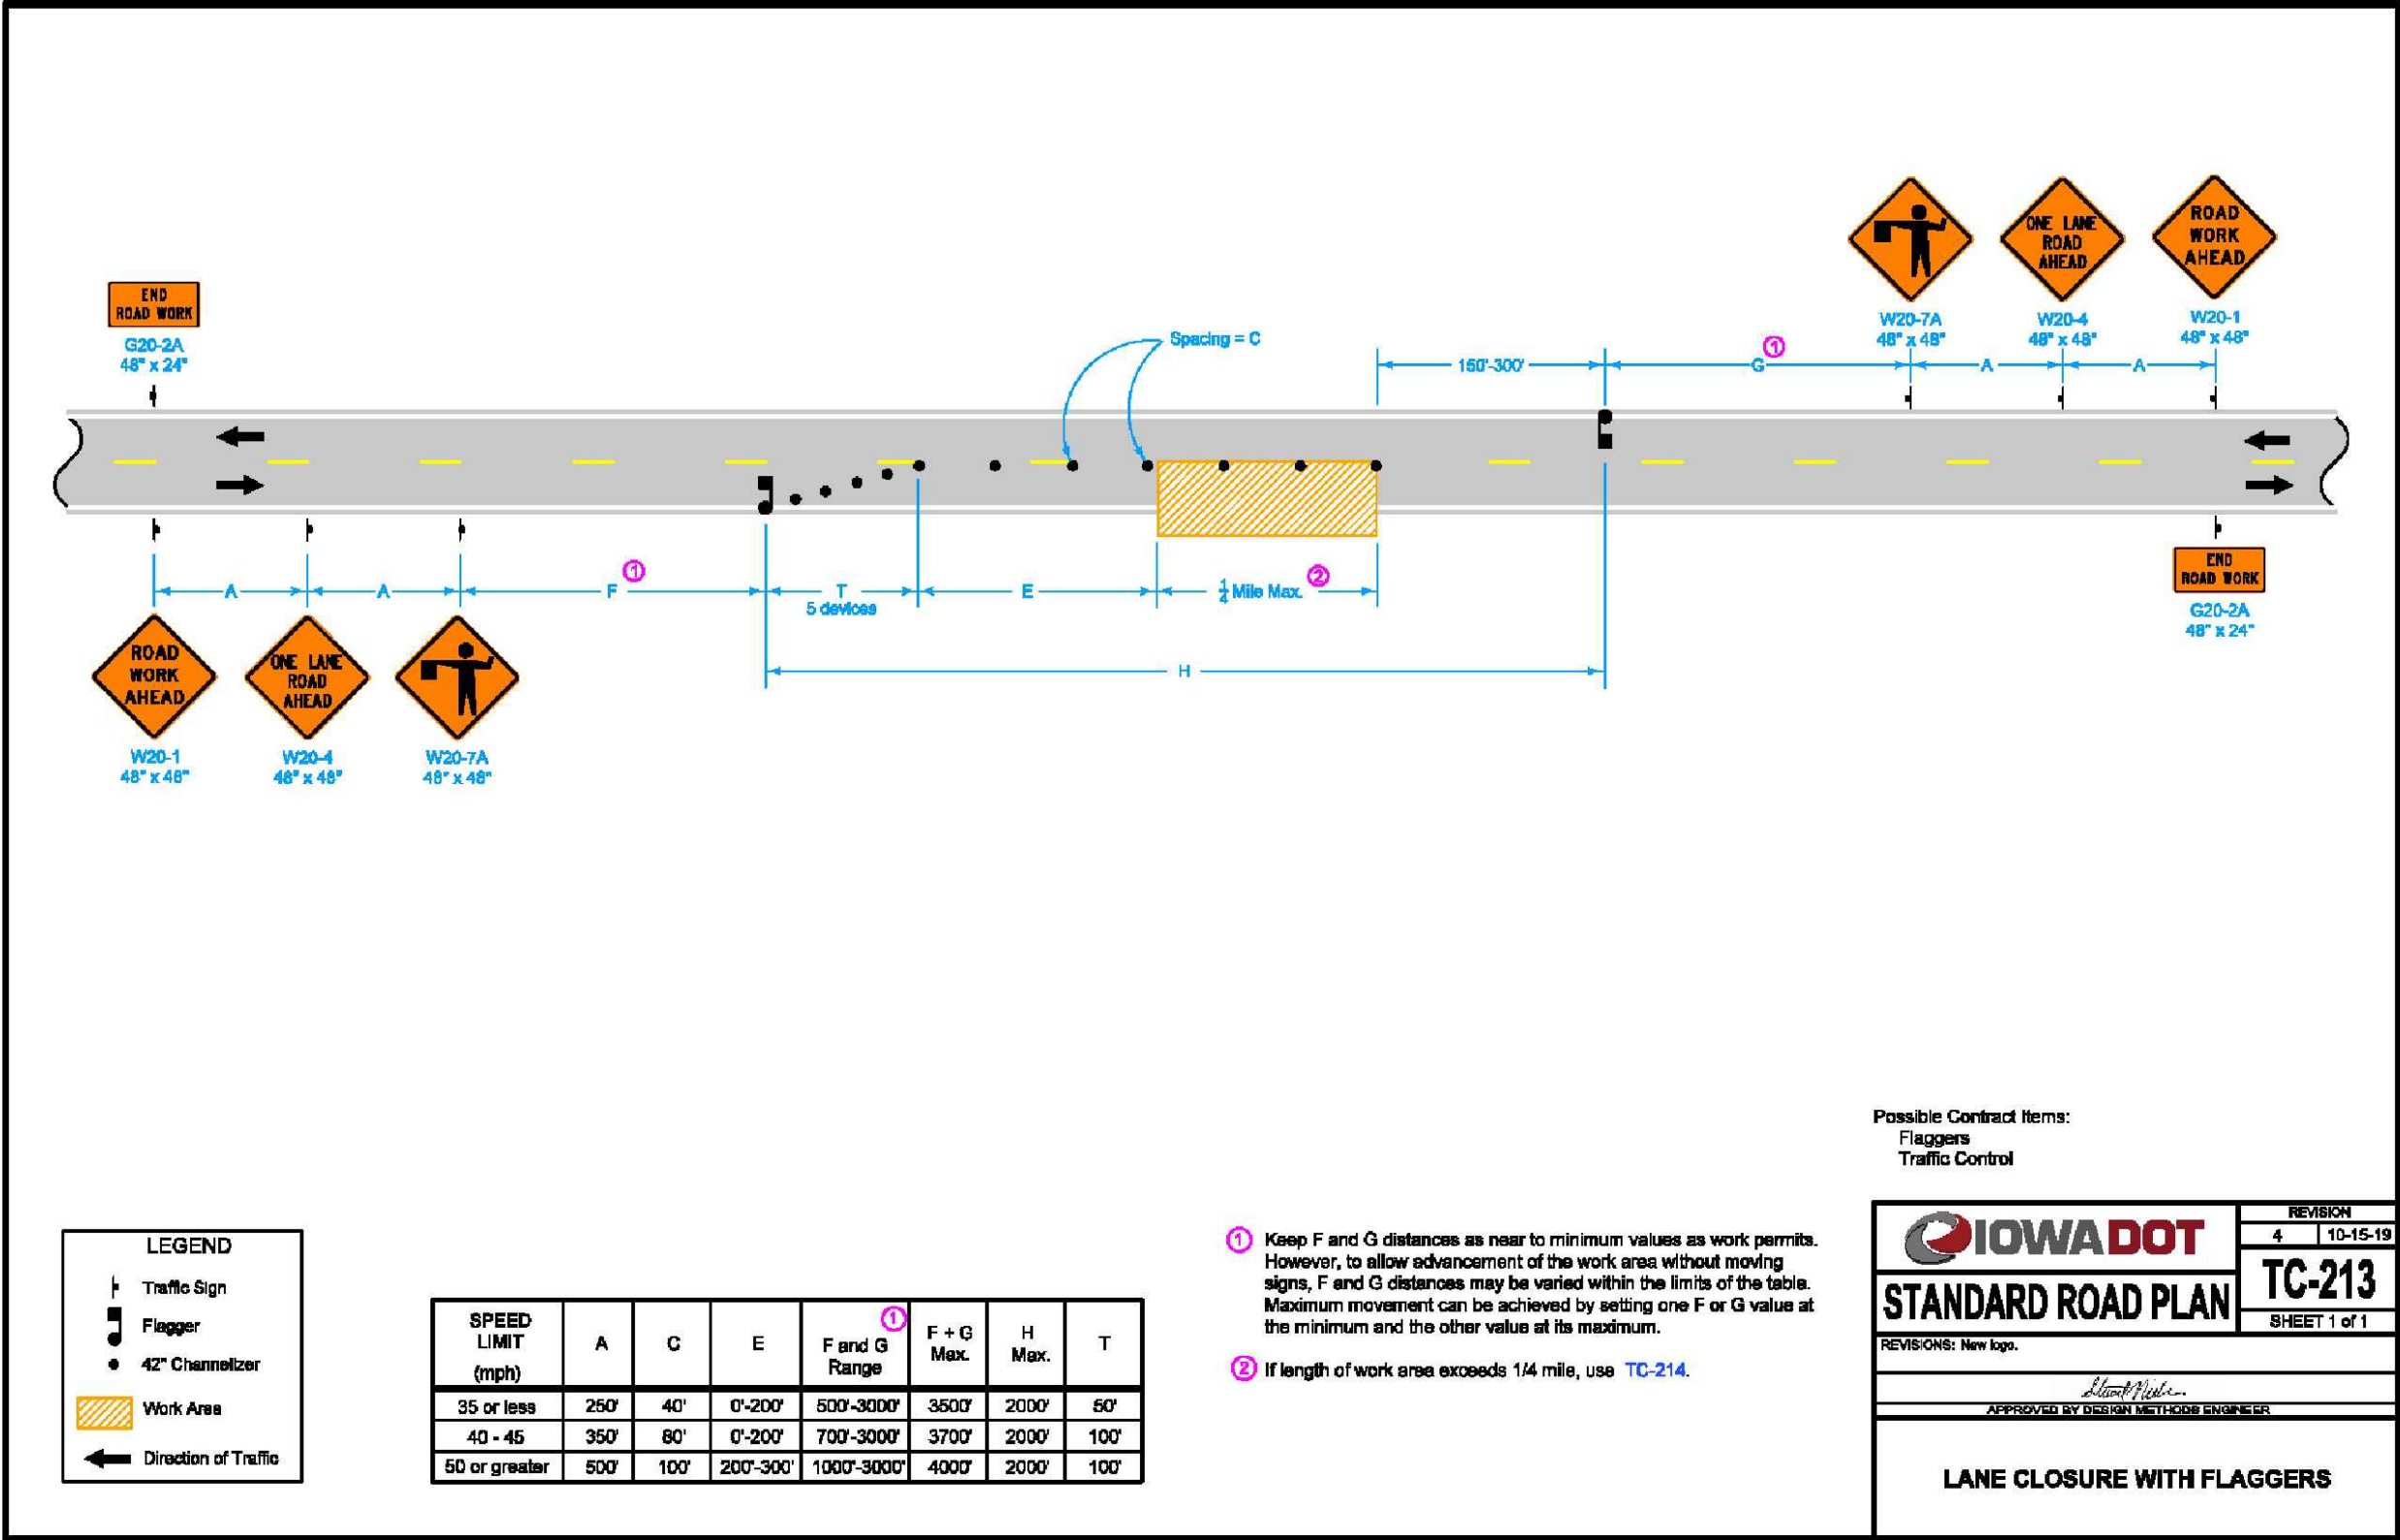 ROAD
WORK
AHEAD
ONE LANE
ROAD
AHEAD
W20-7A
48" x 48"
W20-4
48" x 48"
W20-1
48" x 48"
END
ROAD WORK
G20-2A
48" x 24"
Spacing = C
150'-300'
G
1
A
A
A
A
F
1
T
5 devices
E
1/4 Mile Max.
2
H
END
ROAD WORK
G20-2A
48" x 24"
ROAD
WORK
AHEAD
ONE LANE
ROAD
AHEAD
W20-1
48" x 48"
W20-4
48" x 48"
W20-7A
48" x 48"
Possible Contract Items:
Flaggers
Traffic Control
LEGEND
Traffic Sign
Flagger
42" Channelizer
Work Area
Direction of Traffic
SPEED LIMIT (mph) A C E F and G Range 1 F + G Max. H Max. T
35 or less 250' 40' 0'-200' 500'-3000' 3500' 2000' 50'
40 - 45 350' 80' 0'-200' 700'-3000' 3700' 2000' 100'
50 or greater 500' 100' 200'-300' 1000'-3000' 4000' 2000' 100'
1 Keep F and G distances as near to minimum values as work permits.
However, to allow advancement of the work area without moving
signs, F and G distances may be varied within the limits of the table.
Maximum movement can be achieved by setting one F or G value at
the minimum and the other value at its maximum.
2 If length of work area exceeds 1/4 mile, use TC-214.
IOWADOT
REVISION
4 10-15-19
STANDARD ROAD PLAN
TC-213
SHEET 1 of 1
REVISIONS: New logo.
APPROVED BY DESIGN METHODS ENGINEER
LANE CLOSURE WITH FLAGGERS